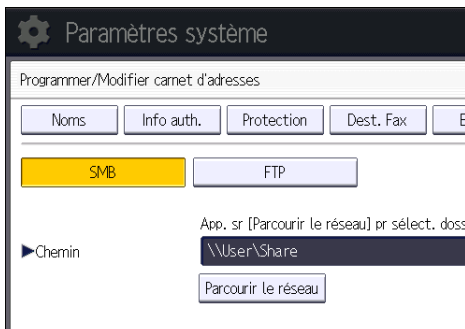 Paramètres système
Programmer/Modifier carnet d'adresses
Noms Info auth. Protection Dest. Fax
SMB FTP
App. sr [Parcourir le réseau] pr sélect. doss
►Chemin \\User\Share
Parcourir le réseau